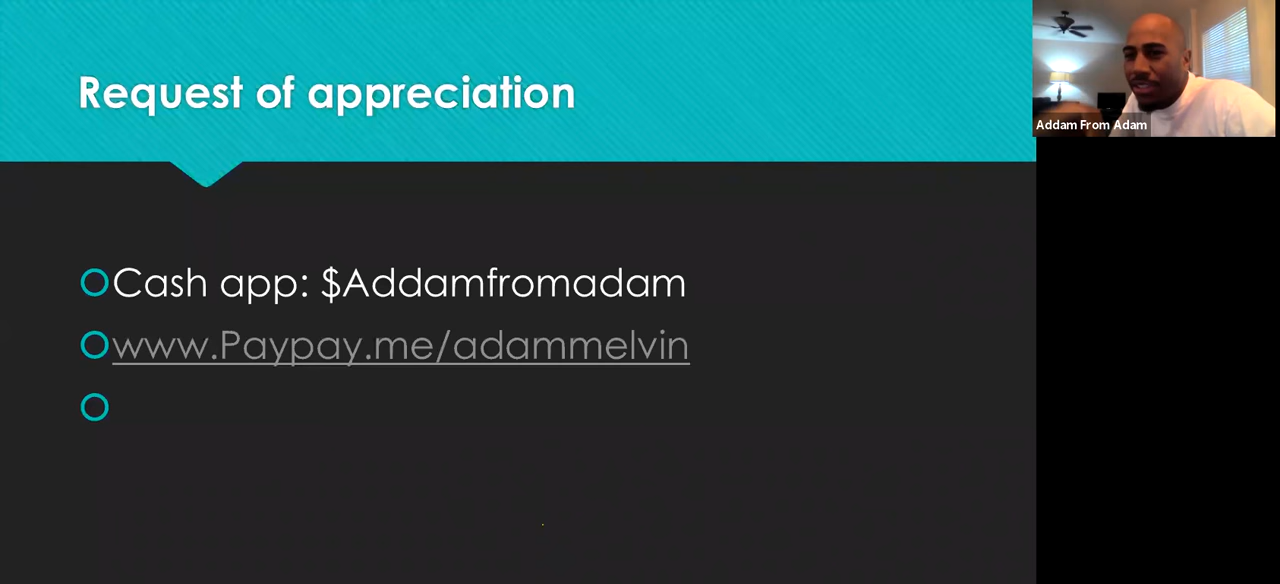 Request of appreciation
Addam From Adam
Cash app: $Addamfromadam
www.Paypay.me/adammelvin